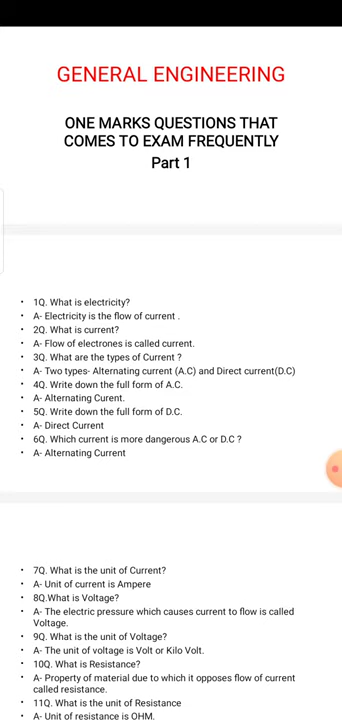 GENERAL ENGINEERING
ONE MARKS QUESTIONS THAT
COMES TO EXAM FREQUENTLY
Part 1
• 1Q. What is electricity?
• A- Electricity is the flow of current .
• 2Q. What is current?
• A- Flow of electrones is called current.
• 3Q. What are the types of Current ?
• A- Two types- Alternating current (A.C) and Direct current(D.C)
• 4Q. Write down the full form of A.C.
• A- Alternating Curent.
• 5Q. Write down the full form of D.C.
• A- Direct Current
• 6Q. Which current is more dangerous A.C or D.C ?
• A- Alternating Current
• 7Q. What is the unit of Current?
• A- Unit of current is Ampere
• 8Q.What is Voltage?
• A- The electric pressure which causes current to flow is called
Voltage.
• 9Q. What is the unit of Voltage?
• A- The unit of voltage is Volt or Kilo Volt.
• 10Q. What is Resistance?
• A- Property of material due to which it opposes flow of current
called resistance.
• 11Q. What is the unit of Resistance
• A- Unit of resistance is OHM.